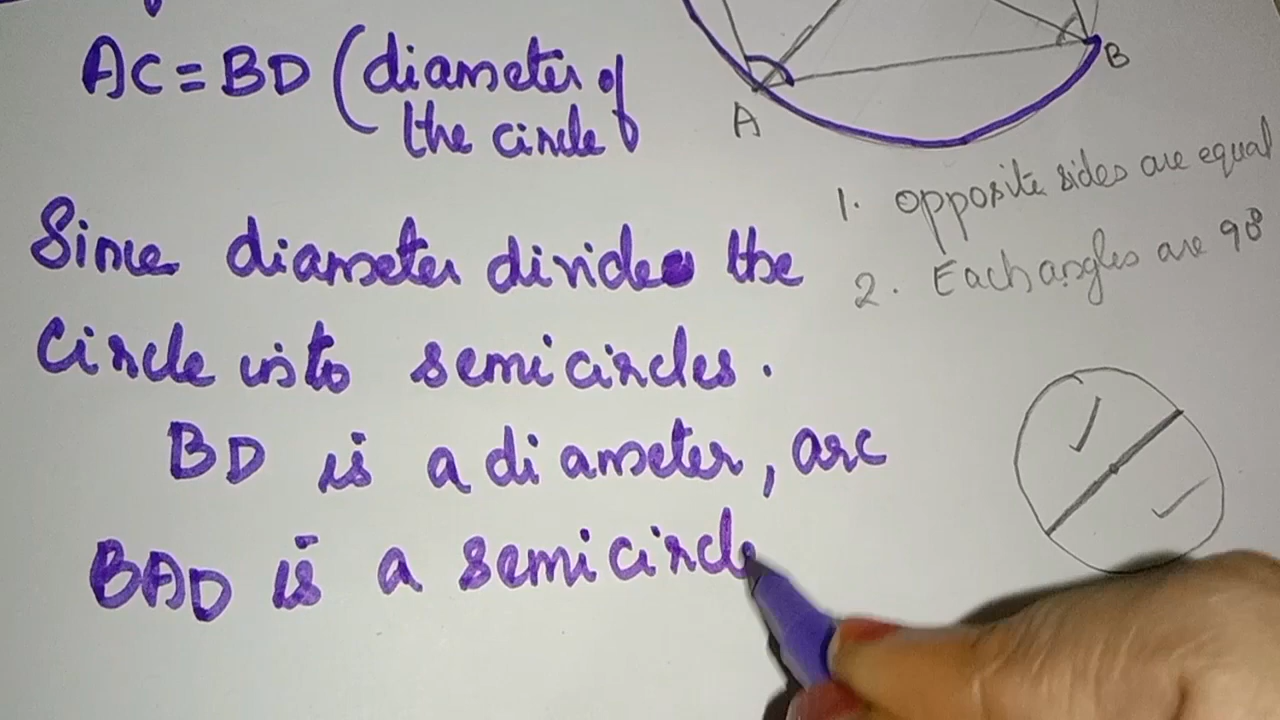 AC = BD (diameter of
the circle
Since diameter divides the
circle into semicircles.
BD is a diameter, arc
BAD is a semicircle
A
B
1. opposite sides are equal
2. Each angles are 90°